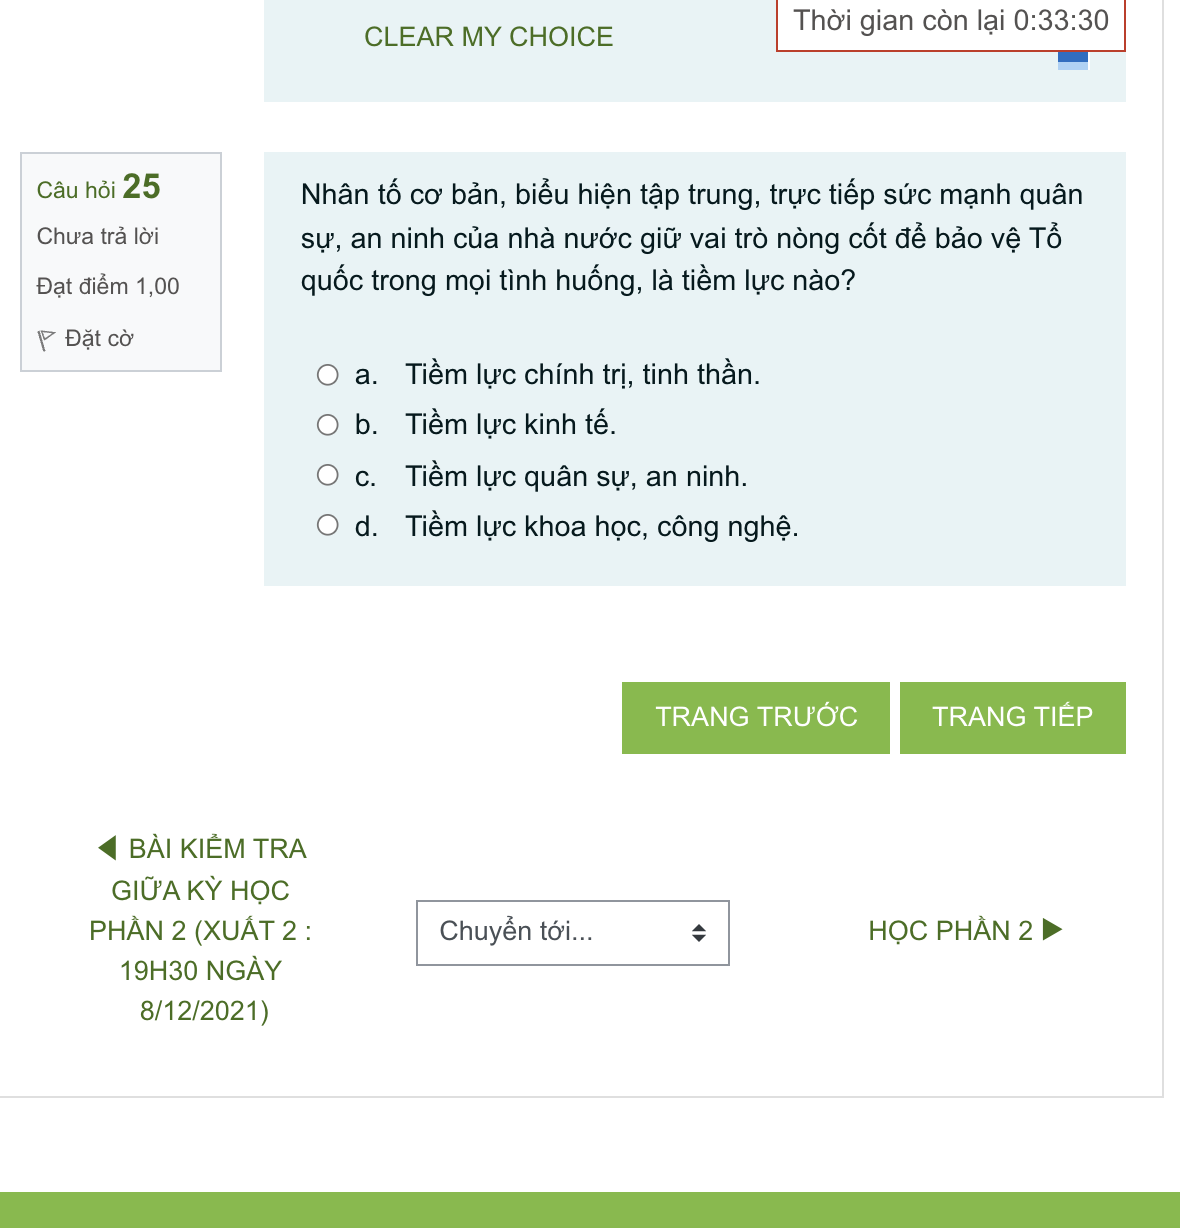 CLEAR MY CHOICE
Thời gian còn lại 0:33:30
Câu hỏi 25
Chưa trả lời
Đạt điểm 1,00
Đặt cờ
Nhân tố cơ bản, biểu hiện tập trung, trực tiếp sức mạnh quân
sự, an ninh của nhà nước giữ vai trò nòng cốt để bảo vệ Tổ
quốc trong mọi tình huống, là tiềm lực nào?
a. Tiềm lực chính trị, tinh thần.
b. Tiềm lực kinh tế.
c. Tiềm lực quân sự, an ninh.
d. Tiềm lực khoa học, công nghệ.
TRANG TRƯỚC
TRANG TIẾP
BÀI KIỂM TRA
GIỮA KỲ HỌC
PHẦN 2 (XUẤT 2 :
19H30 NGÀY
8/12/2021)
Chuyển tới...
HỌC PHẦN 2